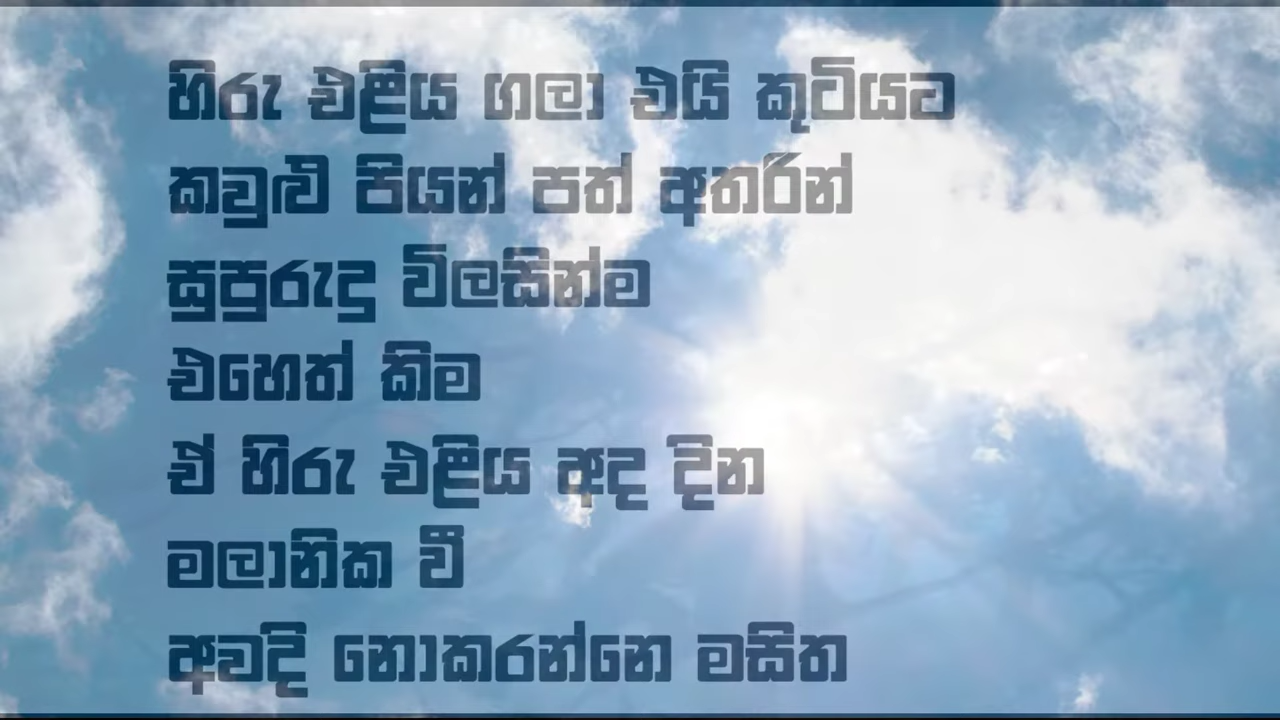 හිරු එළිය ගලා එයි කුටියට
කවුළු පියන් පත් අතරින්
සුපුරුදු විලසින්ම
එහෙත් කිම
ඒ හිරු එළිය අද දින
මලානික වී
අවදි නොකරන්නෙ මසිත